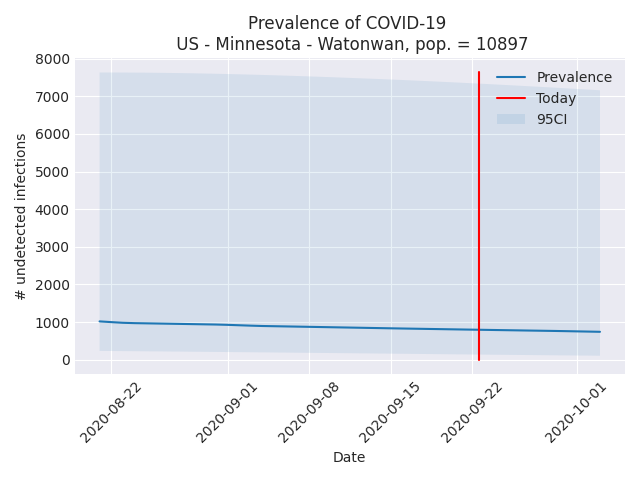 Prevalence of COVID-19
US - Minnesota - Watonwan, pop. = 10897
8000
7000
6000
5000
4000
3000
2000
1000
0
# undetected infections
Prevalence
Today
95CI
2020-08-22
2020-09-01
2020-09-08
2020-09-15
2020-09-22
2020-10-01
Date